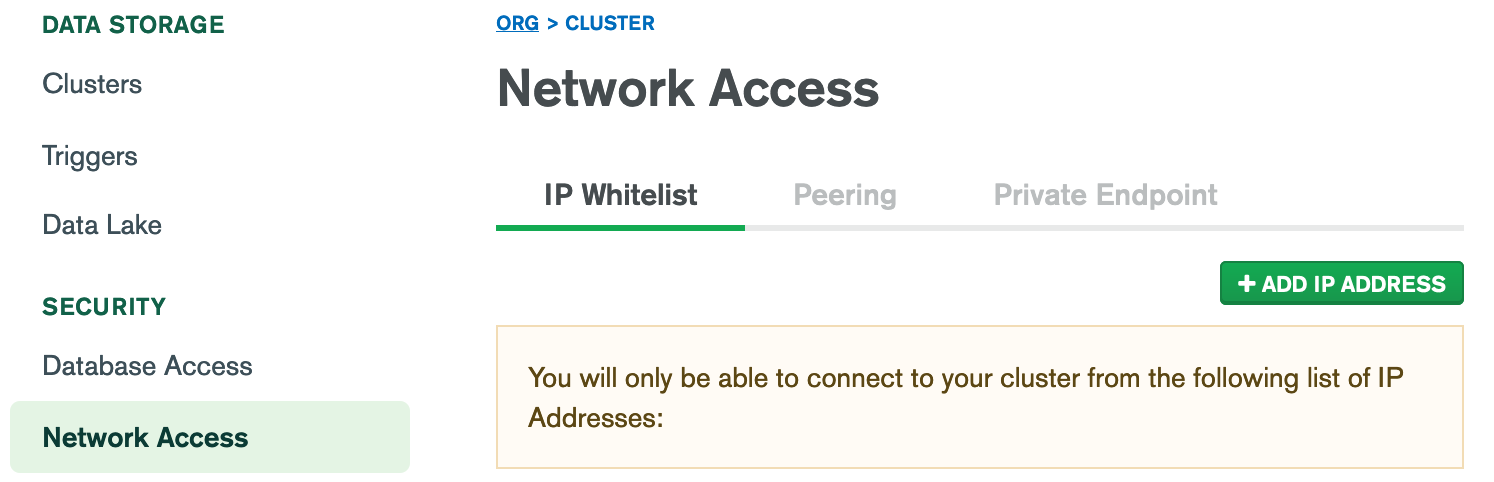 DATA STORAGE
Clusters
Triggers
Data Lake
SECURITY
Database Access
Network Access
ORG > CLUSTER
Network Access
IP Whitelist
Peering
Private Endpoint
+ ADD IP ADDRESS
You will only be able to connect to your cluster from the following list of IP
Addresses: